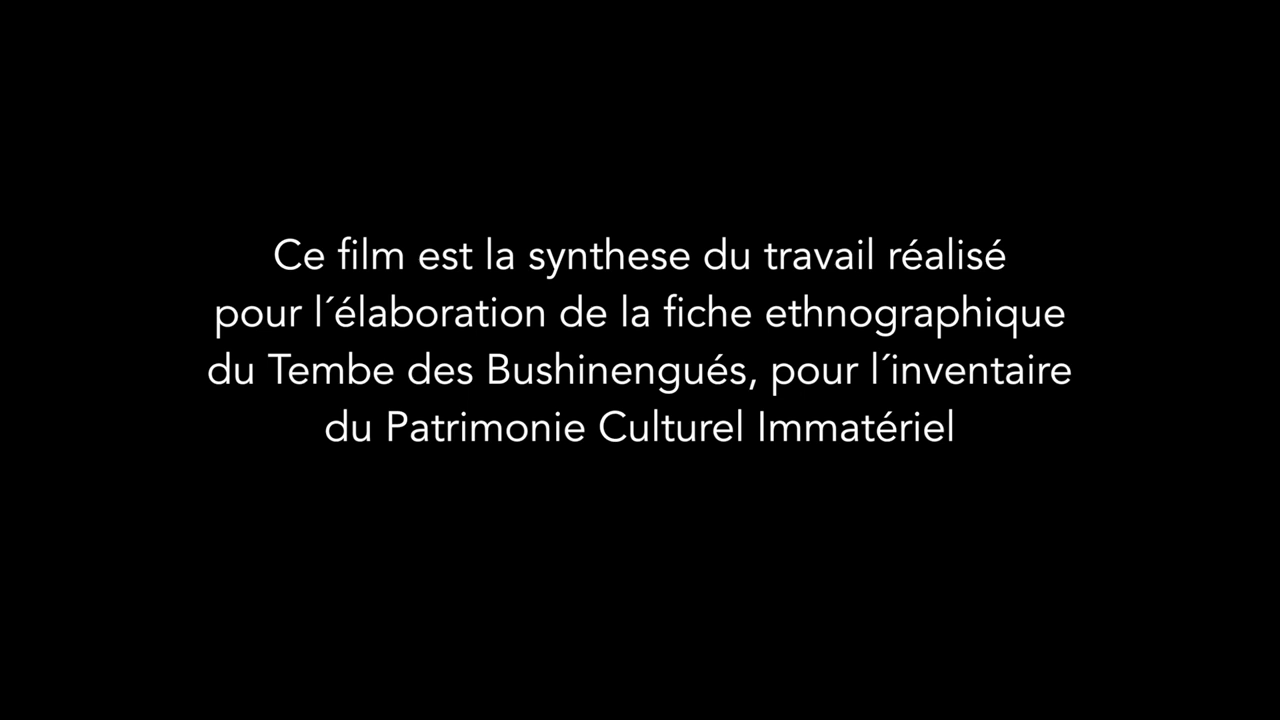 Ce film est la synthese du travail réalisé
pour l´élaboration de la fiche ethnographique
du Tembe des Bushinengués, pour l´inventaire
du Patrimonie Culturel Immatériel